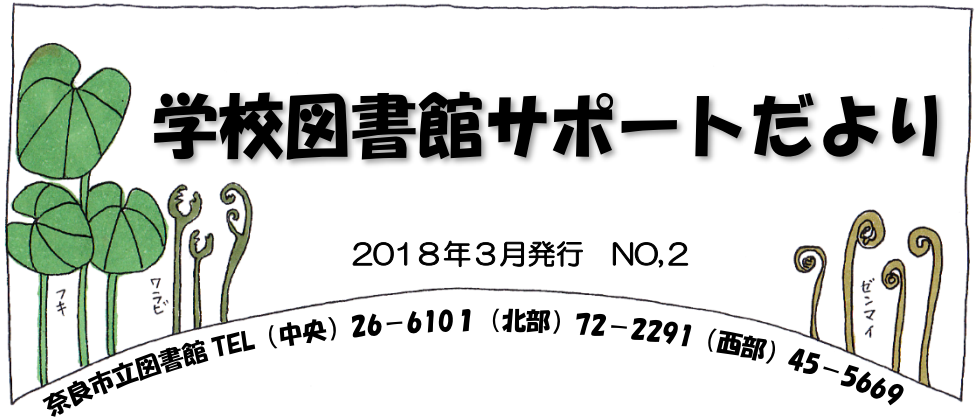 学校図書館サポートだより
2018年3月発行　NO,2
フキ
ワラビ
ゼンマイ
奈良市立図書館 TEL（中央）26－6101（北部）72－2291（西部）45－5669